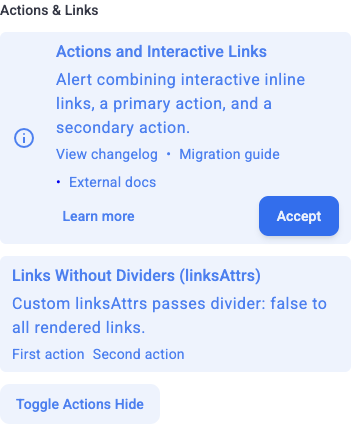 Actions & Links
Actions and Interactive Links
Alert combining interactive inline
links, a primary action, and a
secondary action.
View changelog • Migration guide
• External docs
Learn more
Accept
Links Without Dividers (linksAttrs)
Custom linksAttrs passes divider: false to
all rendered links.
First action Second action
Toggle Actions Hide